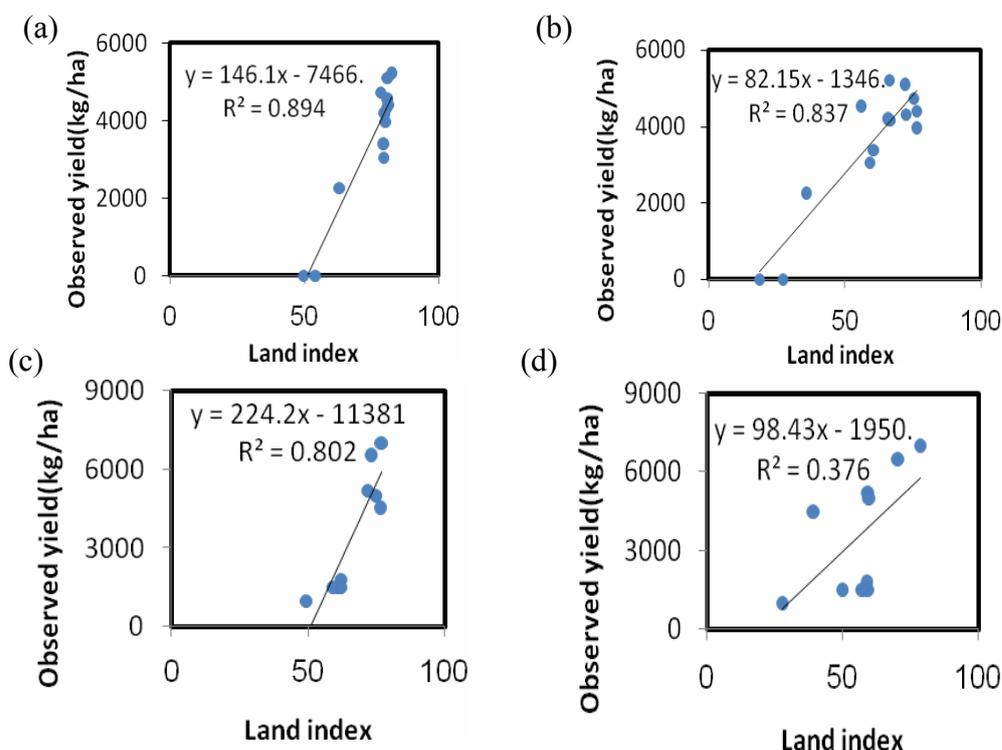 (a)
Observed yield(kg/ha)
6000
4000
2000
0
y = 146.1x - 7466.
R² = 0.894
0 50 100
Land index
(b)
Observed yield(kg/ha)
6000
4000
2000
0
y = 82.15x - 1346.
R² = 0.837
0 50 100
Land index
(c)
Observed yield(kg/ha)
9000
6000
3000
0
y = 224.2x - 11381
R² = 0.802
0 50 100
Land index
(d)
Observed yield(kg/ha)
9000
6000
3000
0
y = 98.43x - 1950.
R² = 0.376
0 50 100
Land index